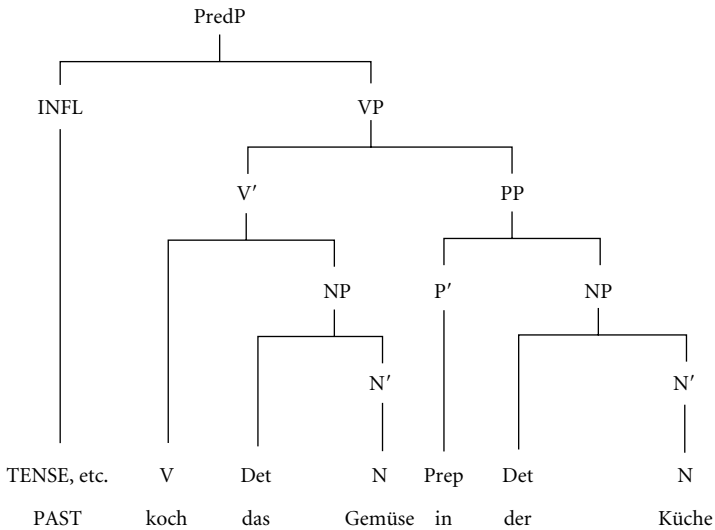 PredP
INFL VP
V′ PP
NP P′ NP
N′ N′
TENSE, etc. V Det N Prep Det N
PAST koch das Gemüse in der Küche